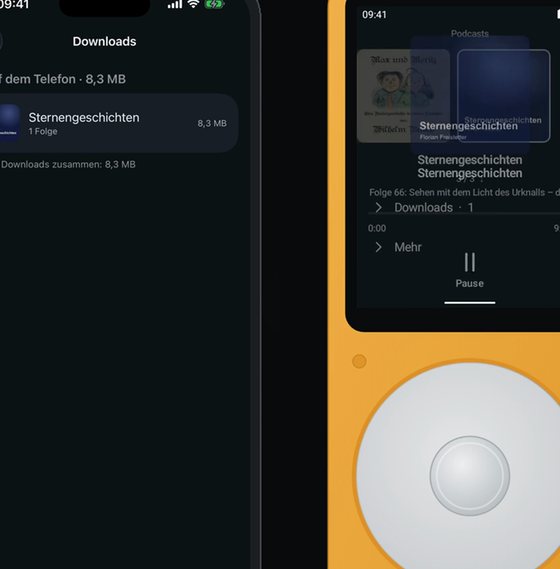 09:41
Downloads
f dem Telefon · 8,3 MB
Sternengeschichten
1 Folge
8,3 MB
Downloads zusammen: 8,3 MB
09:41
Podcasts
Max und Moritz
Wilhelm
Sternengeschichten
Sternengeschichten
Florian Freistetter
Sternengeschichten
Sternengeschichten
Folge 66: Sehen mit dem Licht des Urknalls – d
Downloads · 1
0:00
9
Mehr
Pause